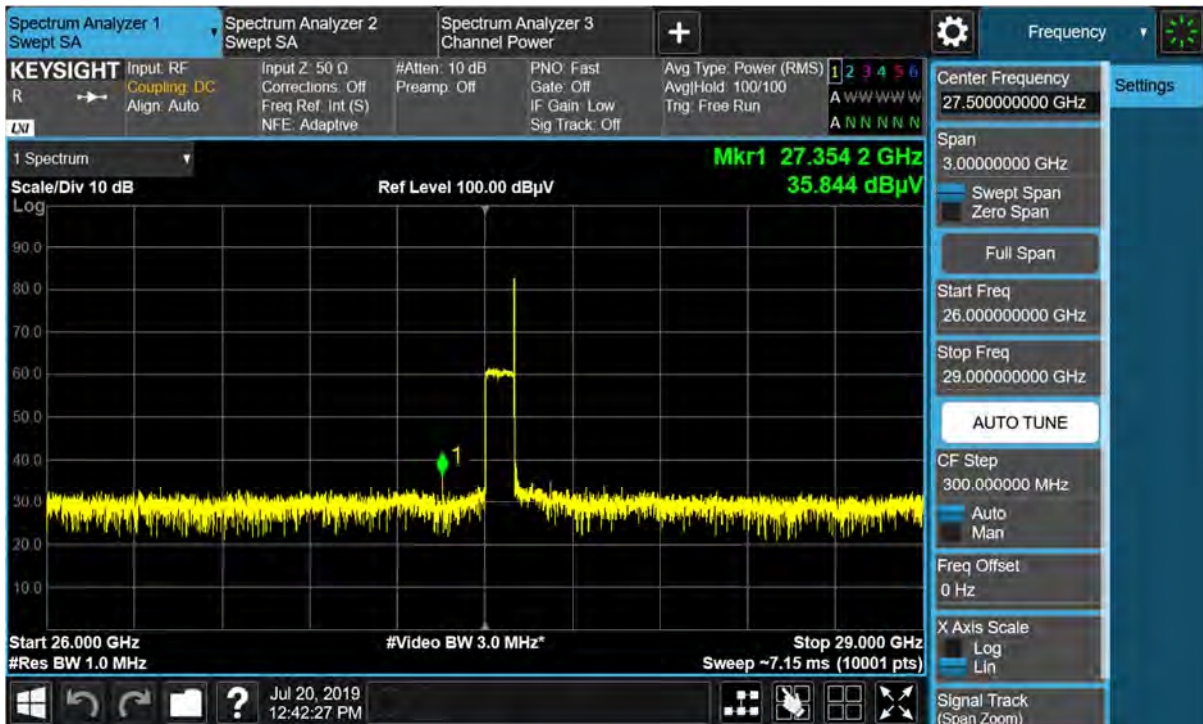 Spectrum Analyzer 1
Swept SA
Spectrum Analyzer 2
Swept SA
Spectrum Analyzer 3
Channel Power
+
Frequency
KEYSIGHT
R
LXI
Input: RF
Coupling: DC
Align: Auto
Input Z: 50 Ω
Corrections: Off
Freq Ref: Int (S)
NFE: Adaptive
#Atten: 10 dB
Preamp: Off
PNO: Fast
Gate: Off
IF Gain: Low
Sig Track: Off
Avg Type: Power (RMS)
Avg|Hold: 100/100
Trig: Free Run
1 2 3 4 5 6
A W W W W W
A N N N N N
Center Frequency
27.500000000 GHz
Settings
Span
3.00000000 GHz
Swept Span
Zero Span
Full Span
Start Freq
26.000000000 GHz
Stop Freq
29.000000000 GHz
AUTO TUNE
CF Step
300.000000 MHz
Auto
Man
Freq Offset
0 Hz
X Axis Scale
Log
Lin
Signal Track
(Span Zoom)
1 Spectrum
Scale/Div 10 dB
Ref Level 100.00 dBµV
Mkr1 27.354 2 GHz
35.844 dBµV
Log
90.0
80.0
70.0
60.0
50.0
40.0
30.0
20.0
10.0
1
Start 26.000 GHz
#Res BW 1.0 MHz
#Video BW 3.0 MHz*
Stop 29.000 GHz
Sweep ~7.15 ms (10001 pts)
?
Jul 20, 2019
12:42:27 PM